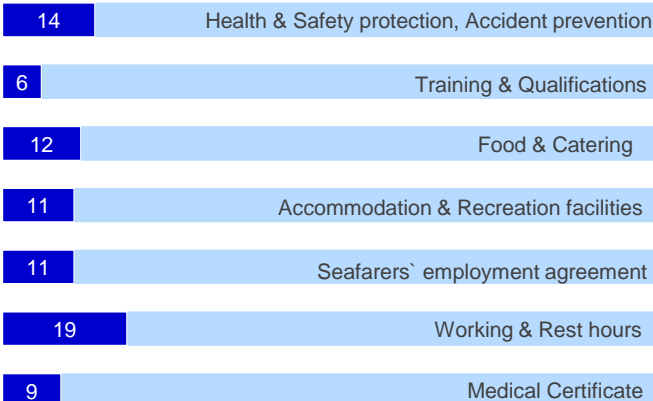 14 Health & Safety protection, Accident prevention
6 Training & Qualifications
12 Food & Catering
11 Accommodation & Recreation facilities
11 Seafarers` employment agreement
19 Working & Rest hours
9 Medical Certificate